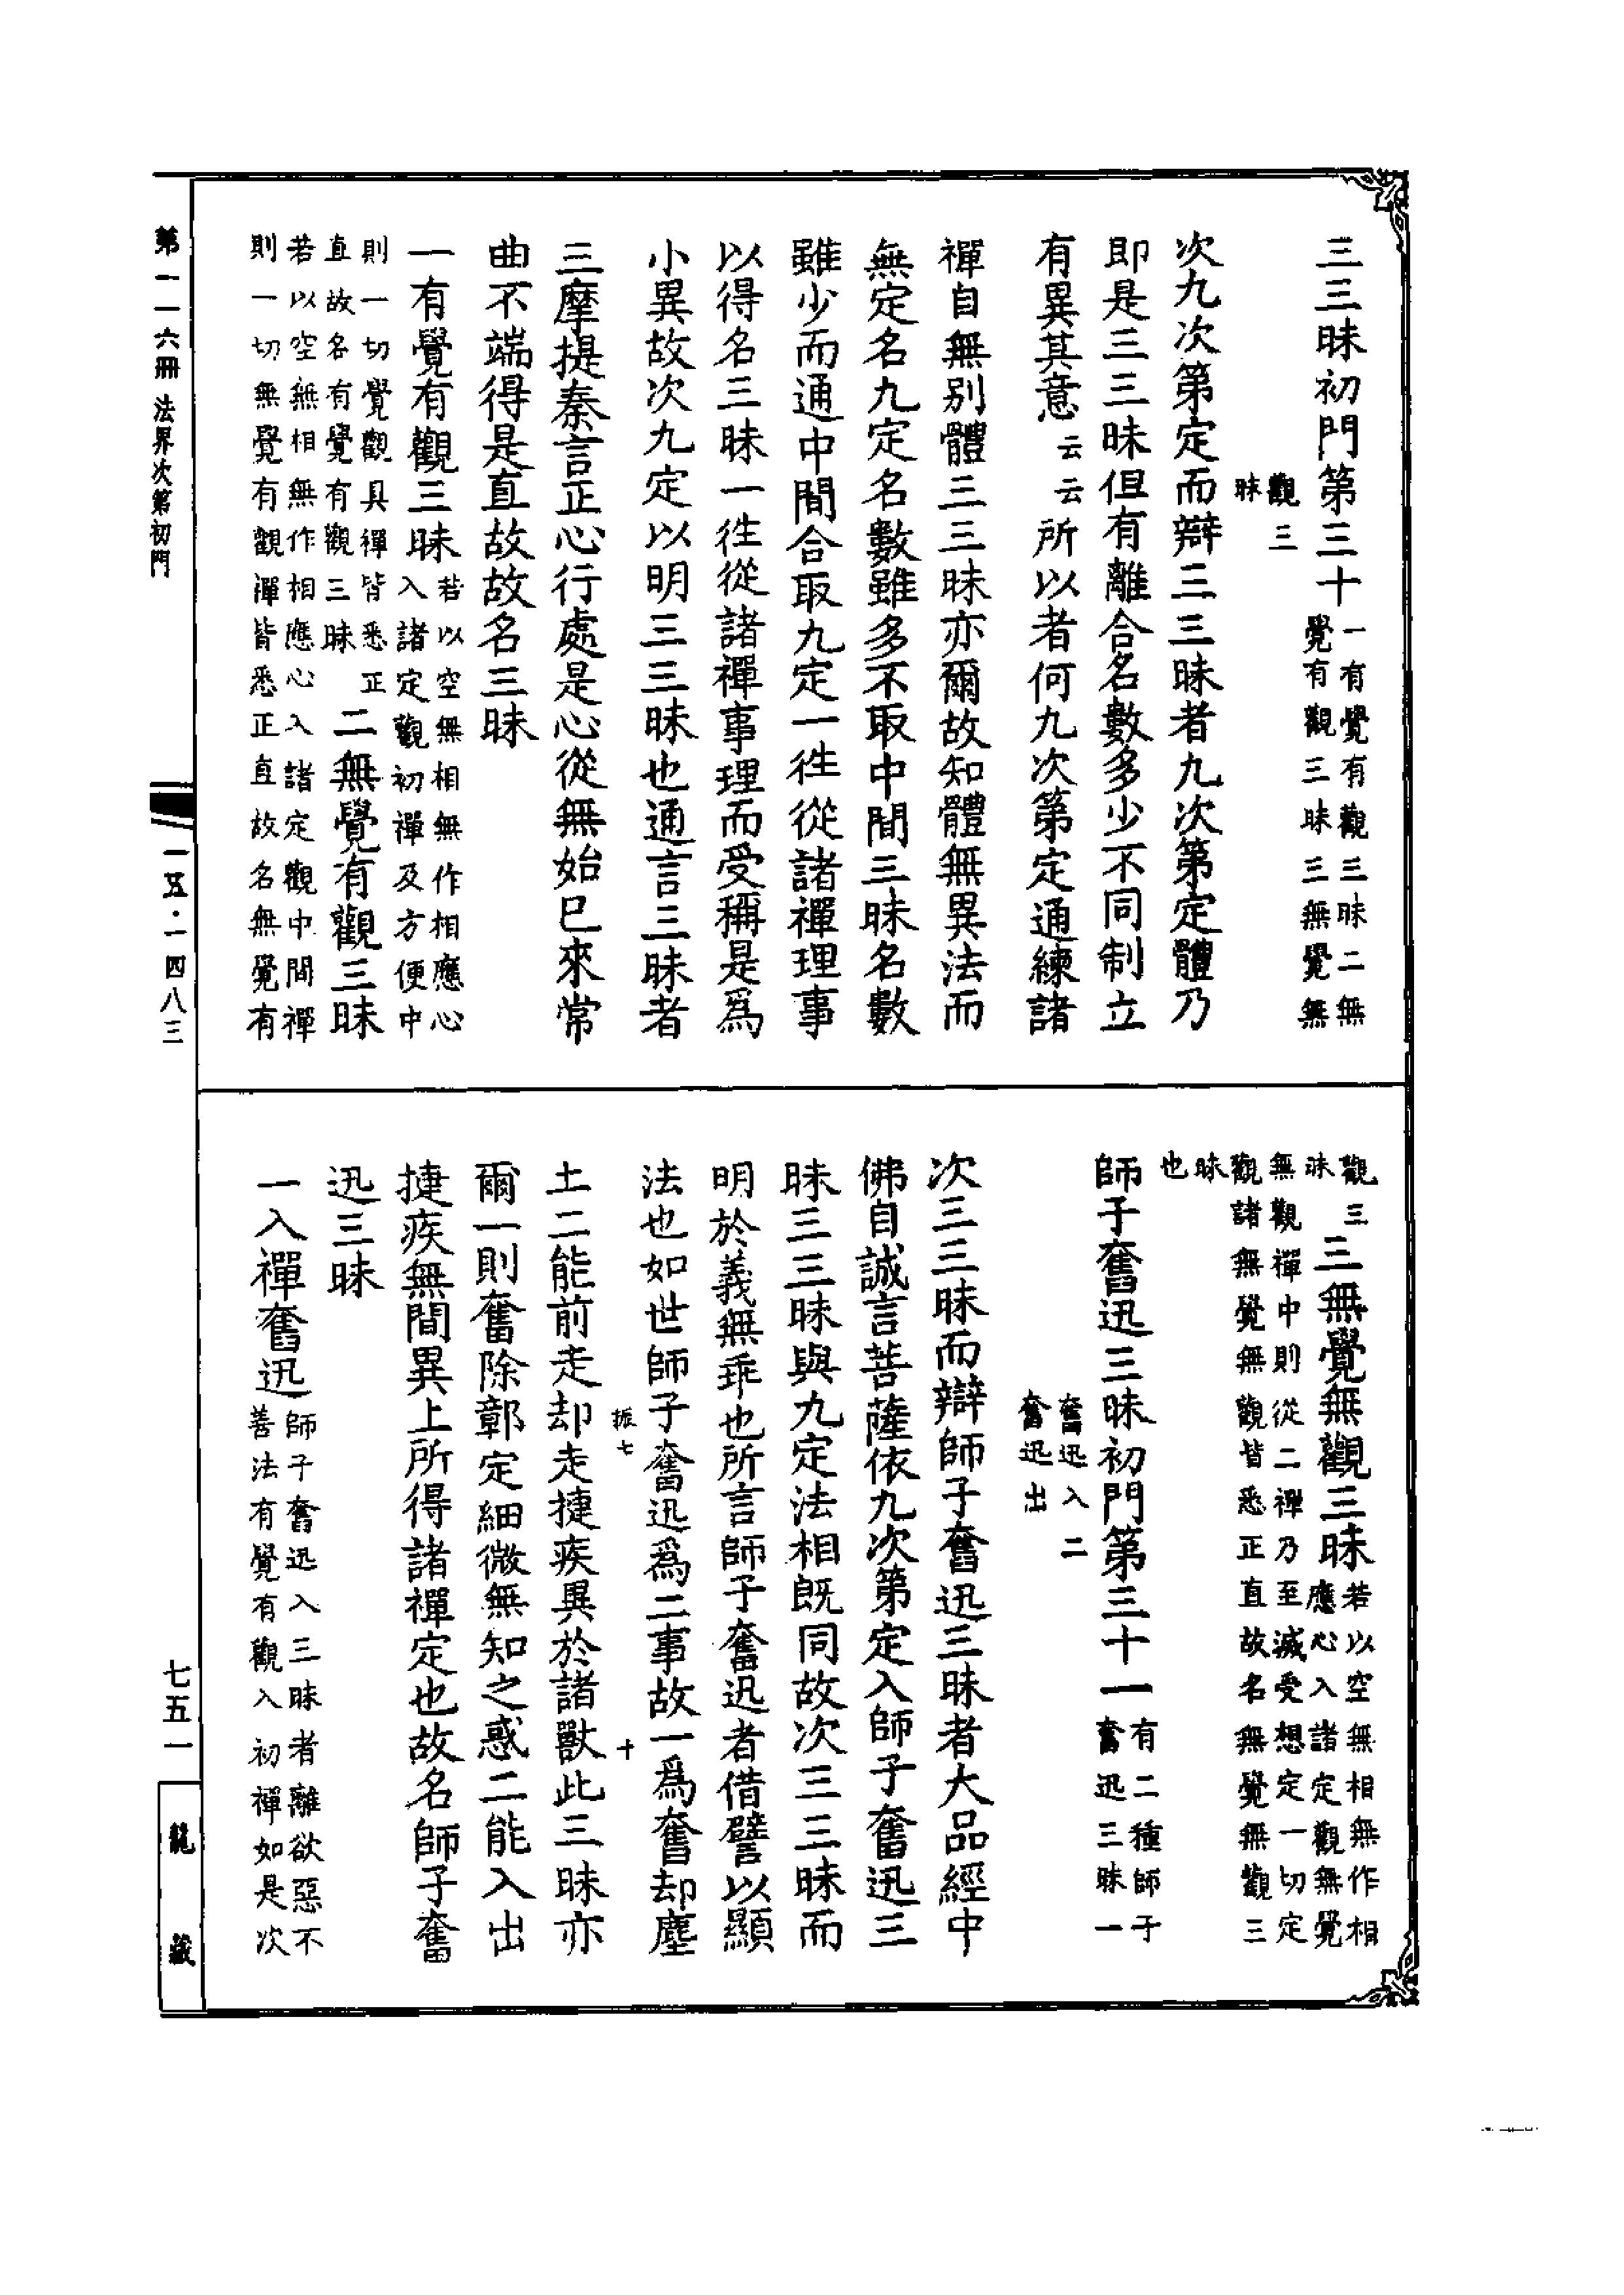 三三昧初門第三十一有覺有觀三昧二無
覺有觀三昧三無覺無
觀三
昧
次九次第定而辯三三昧者九次第定體乃
即是三三昧但有離合名數多少不同制立
有異其意云云所以者何九次第定通練諸
禪自無別體三三昧亦爾故知體無異法而
無定名九定名數雖多不取中間三昧名數
雖少而通中間合取九定一往從諸禪理事
以得名三昧一往從諸禪事理而受稱是爲
小異故次九定以明三三昧也通言三昧者
三摩提秦言正心行處是心從無始已來常
曲不端得是直故故名三昧
一有覺有觀三昧若以空無相無作相應心
入諸定觀初禪及方便中
則一切覺觀具禪皆悉正
直故名有覺有觀三昧
二無覺有觀三昧
若以空無相無作相應心入諸定觀中間禪
則一切無覺有觀禪皆悉正直故名無覺有
觀三
昧
三無覺無觀三昧若以空無相無作相
應心入諸定觀無覺
無觀禪中則從二禪乃至滅受想定一切定
觀諸無覺無觀皆悉正直故名無覺無觀三
昧
也
師子奮迅三昧初門第三十一有二種師子
奮迅三昧一
奮迅入二
奮迅出
次三三昧而辯師子奮迅三昧者大品經中
佛自誠言菩薩依九次第定入師子奮迅三
昧三三昧與九定法相既同故次三三昧而
明於義無乖也所言師子奮迅者借譬以顯
法也如世師子奮迅爲二事故一爲奮却塵
振七 十
土二能前走却走捷疾異於諸獸此三昧亦
爾一則奮除鄣定細微無知之惑二能入出
捷疾無間異上所得諸禪定也故名師子奮
迅三昧
一入禪奮迅師子奮迅入三昧者離欲惡不
善法有覺有觀入初禪如是次
第一一六冊 法界次第初門
一五·一四八三
七五一
龍藏